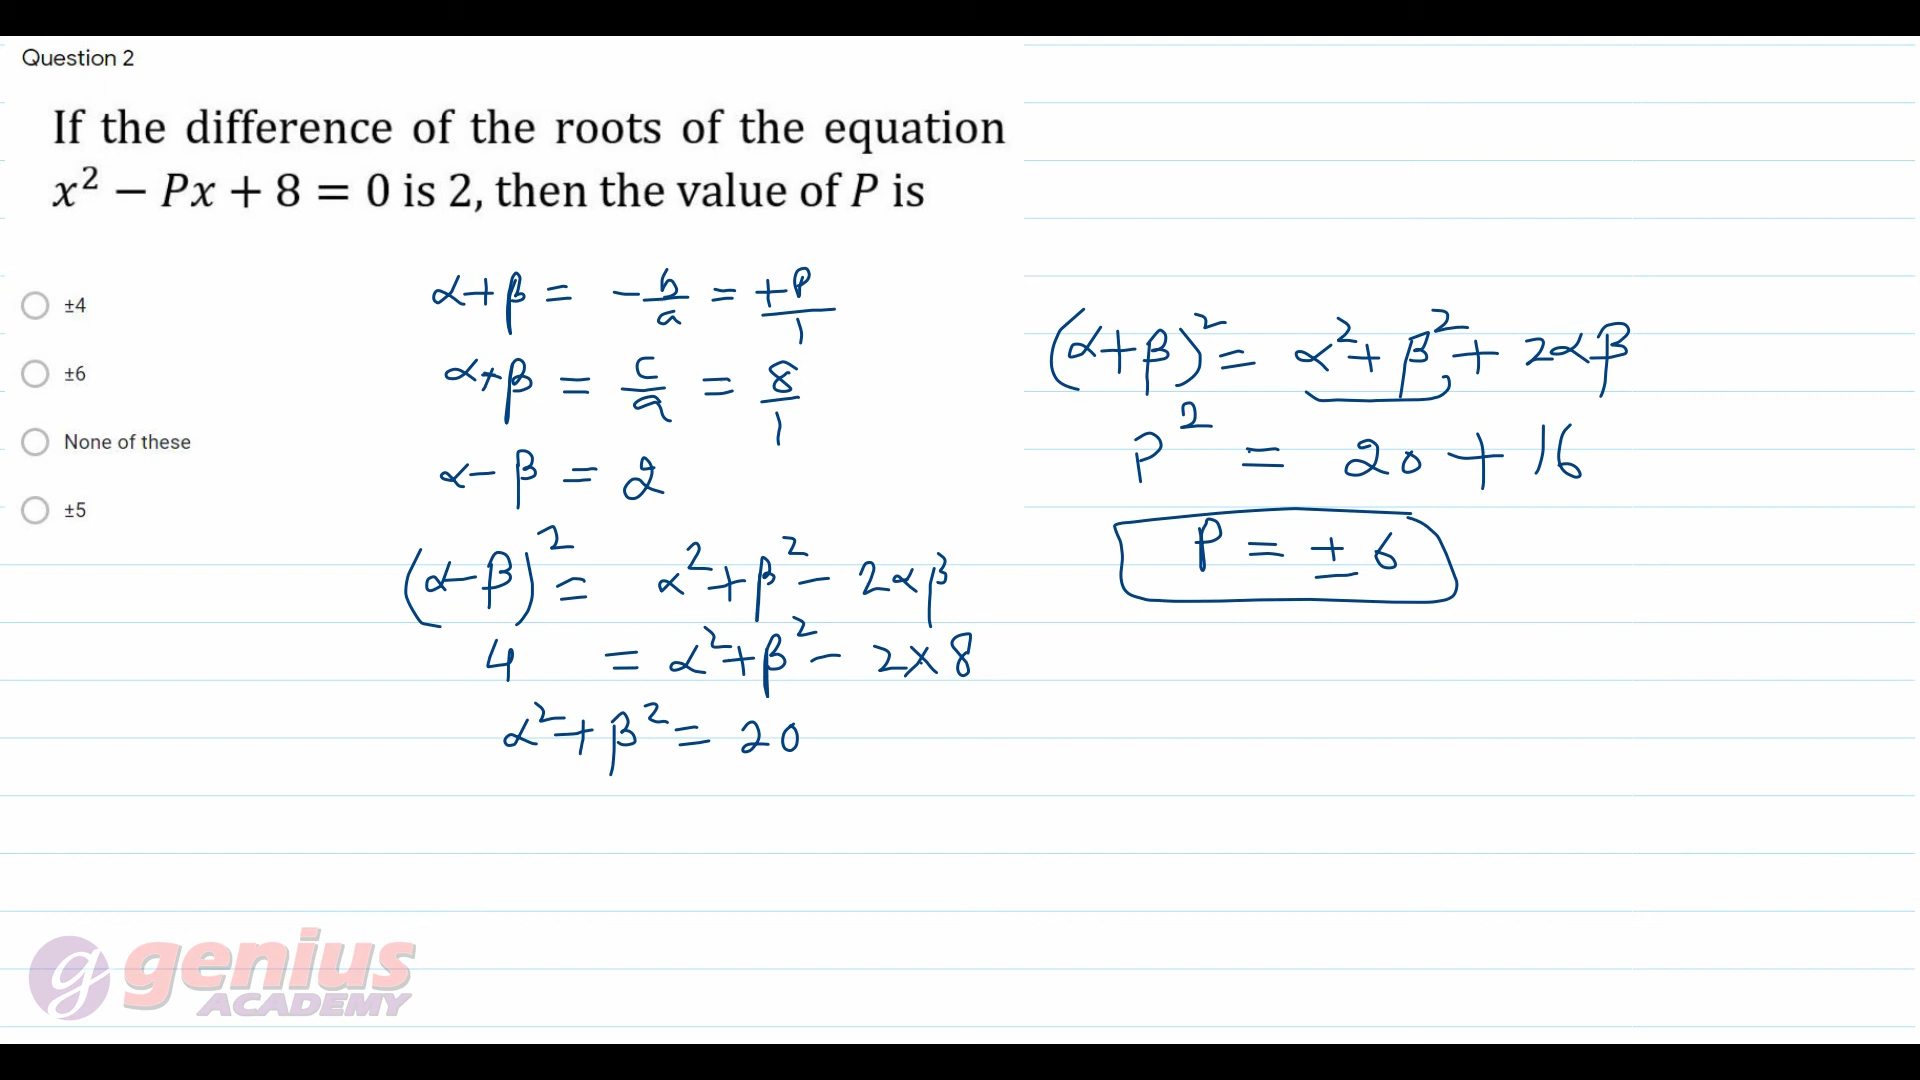 Question 2
If the difference of the roots of the equation
x² − Px + 8 = 0 is 2, then the value of P is
±4
±6
None of these
±5
α+β = -b/a = +P/1
α×β = c/a = 8/1
α-β = 2
(α-β)² = α²+β²-2αβ
4 = α²+β²-2×8
α²+β² = 20
(α+β)² = α²+β²+2αβ
P² = 20+16
P = ±6
genius
ACADEMY